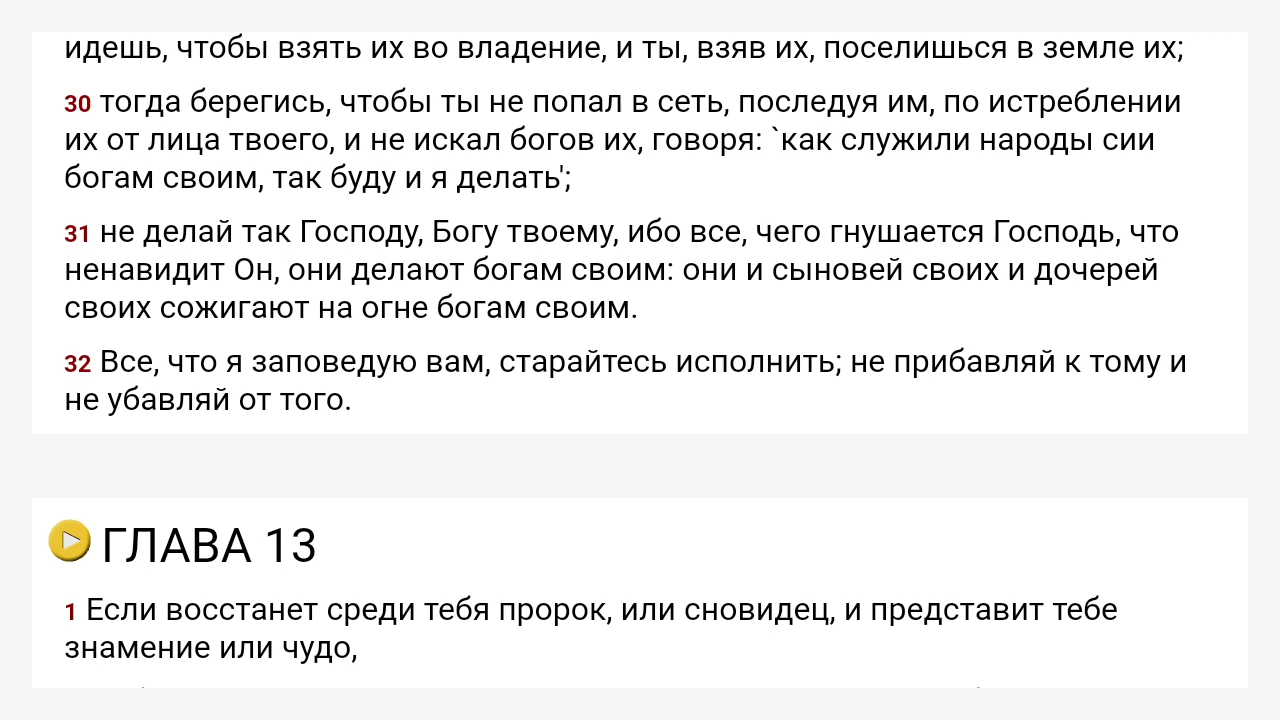 идешь, чтобы взять их во владение, и ты, взяв их, поселишься в земле их;
30 тогда берегись, чтобы ты не попал в сеть, последуя им, по истреблении
их от лица твоего, и не искал богов их, говоря: `как служили народы сии
богам своим, так буду и я делать';
31 не делай так Господу, Богу твоему, ибо все, чего гнушается Господь, что
ненавидит Он, они делают богам своим: они и сыновей своих и дочерей
своих сожигают на огне богам своим.
32 Все, что я заповедую вам, старайтесь исполнить; не прибавляй к тому и
не убавляй от того.
ГЛАВА 13
1 Если восстанет среди тебя пророк, или сновидец, и представит тебе
знамение или чудо,